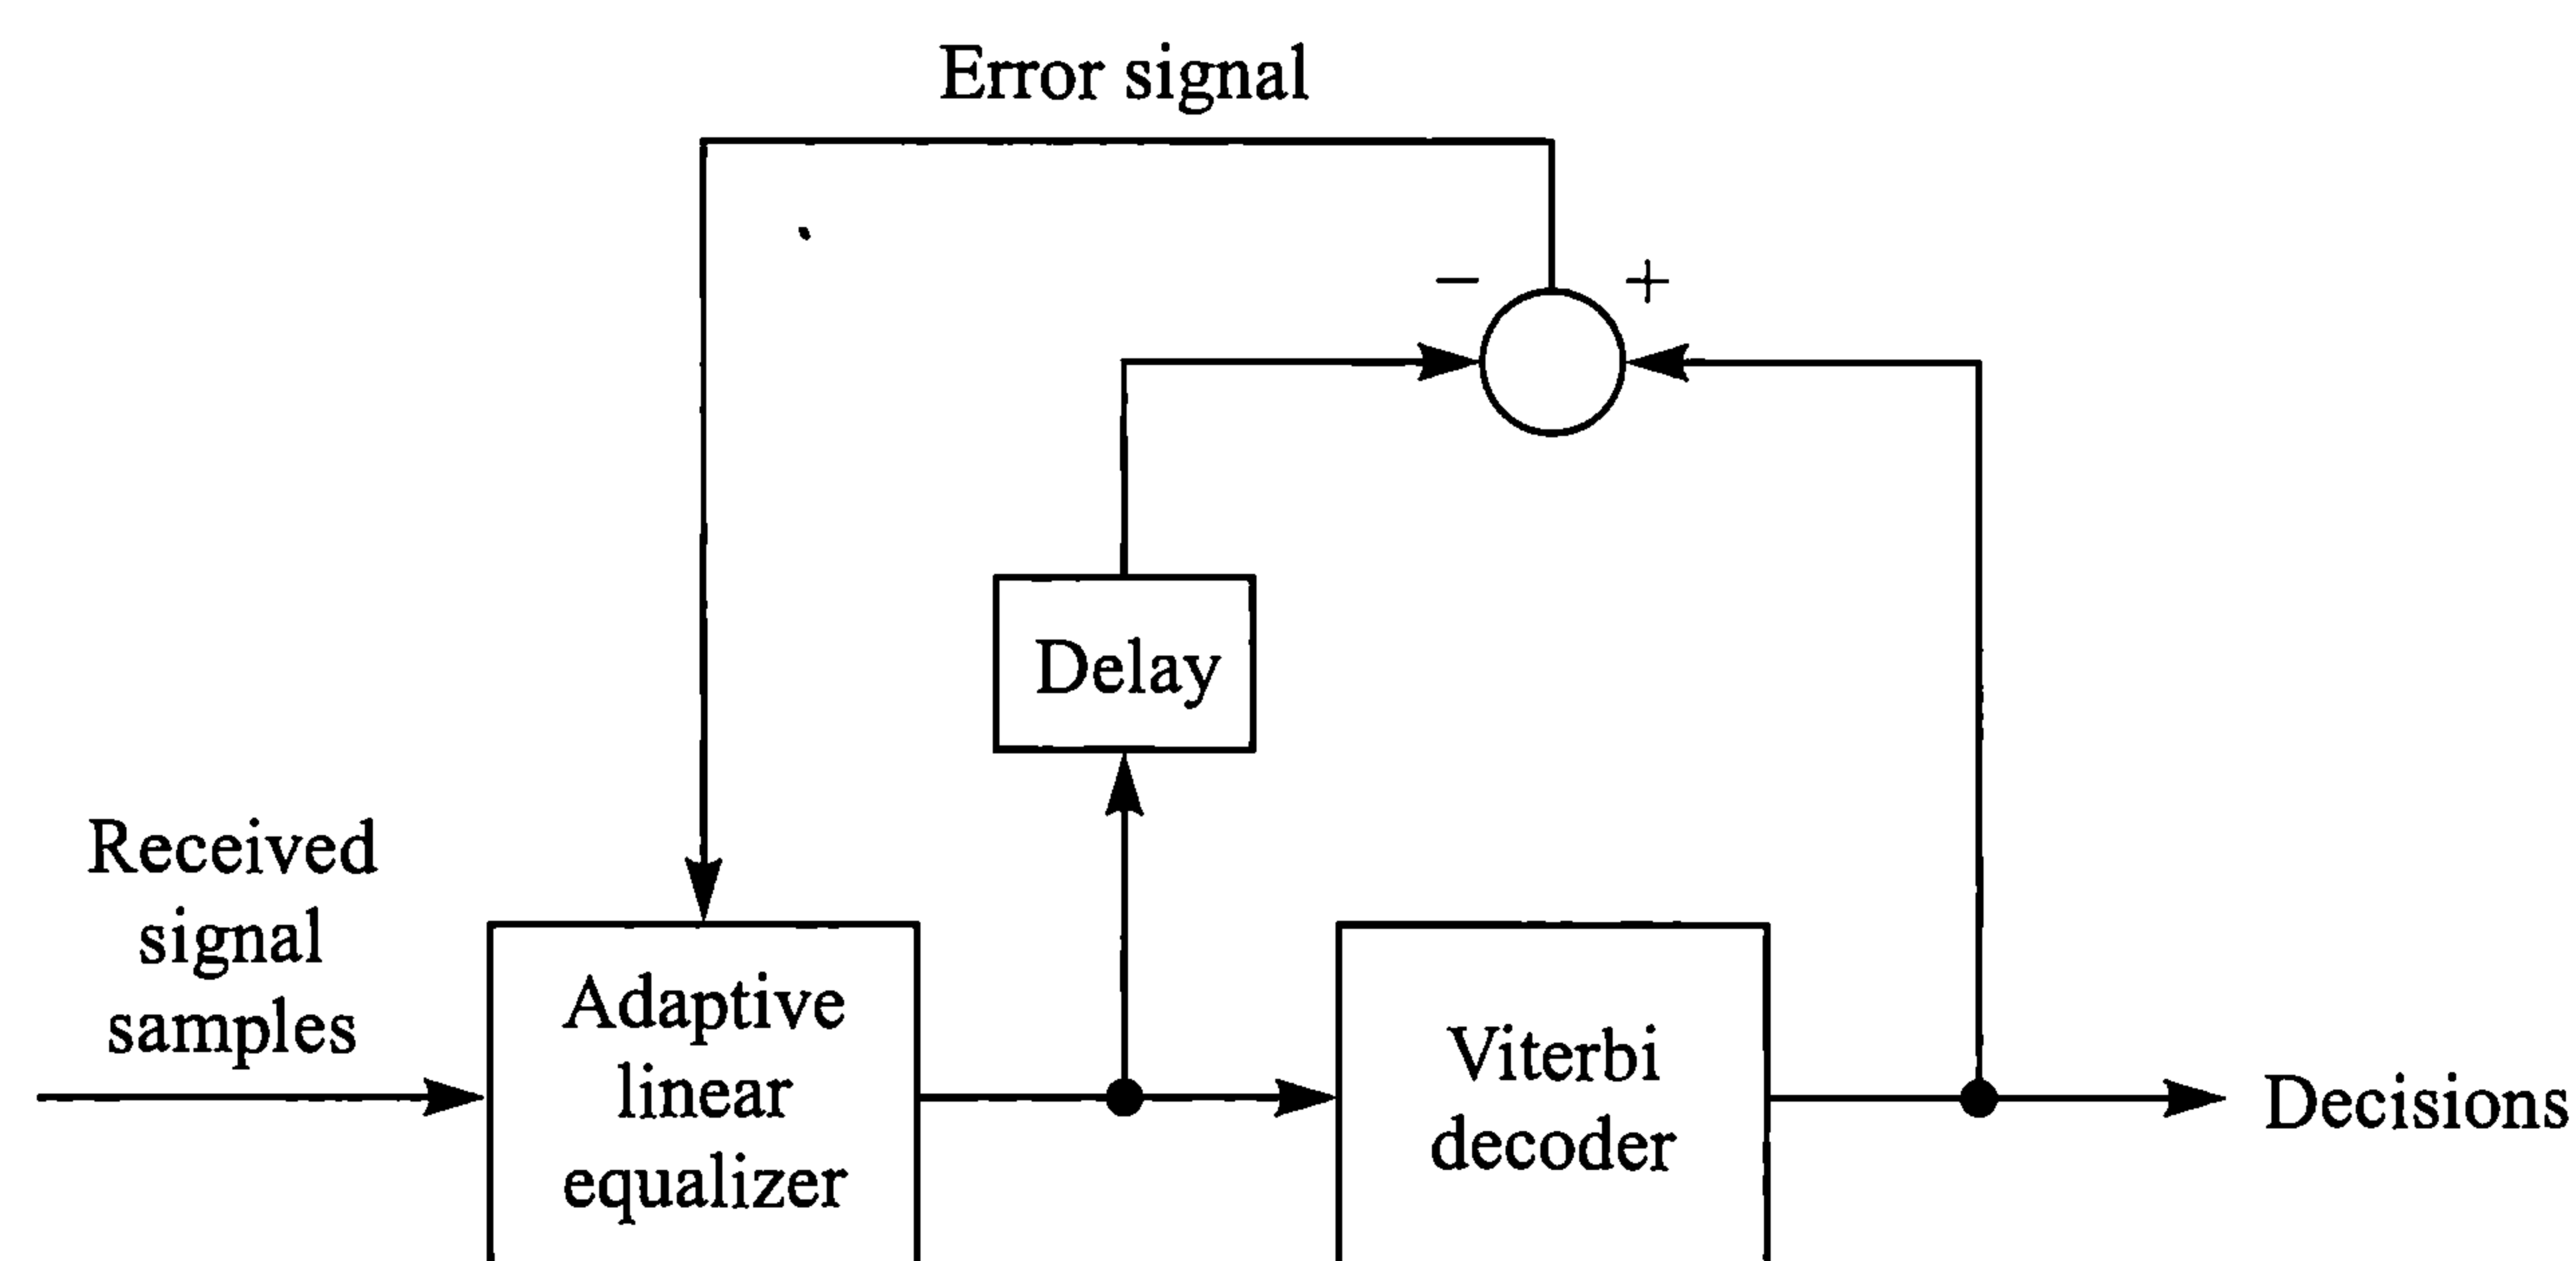 Error signal
− +
Delay
Received
signal
samples
Adaptive
linear
equalizer
Viterbi
decoder
Decisions